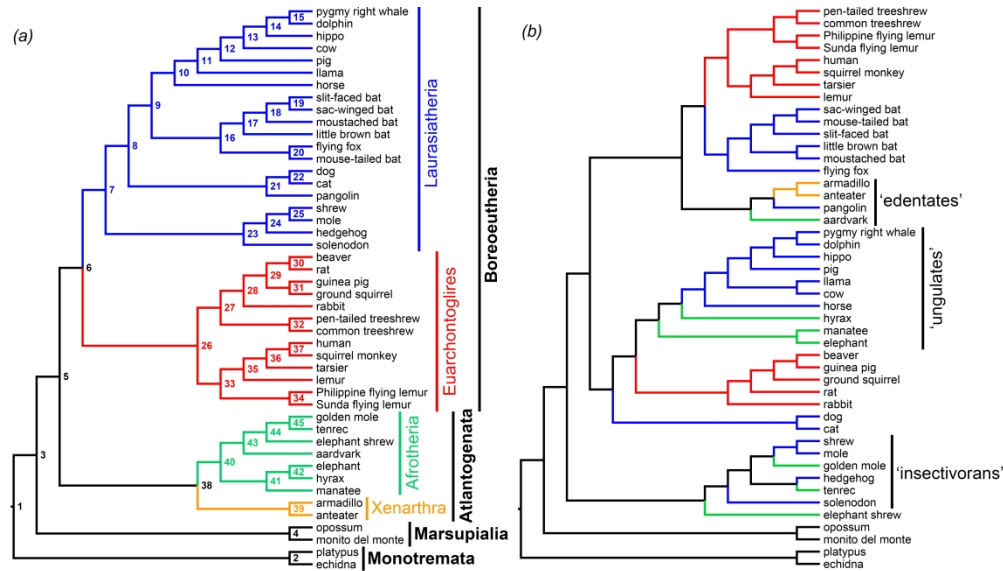 (a)
15
14
13
12
11
10
9
19
18
17
16
20
8
22
21
7
25
24
23
6
30
29
31
28
27
32
26
37
36
35
33
34
5
45
44
43
3
40
42
41
38
39
1
4
2
pygmy right whale
dolphin
hippo
cow
pig
llama
horse
slit-faced bat
sac-winged bat
moustached bat
little brown bat
flying fox
mouse-tailed bat
dog
cat
pangolin
shrew
mole
hedgehog
solenodon
beaver
rat
guinea pig
ground squirrel
rabbit
pen-tailed treeshrew
common treeshrew
human
squirrel monkey
tarsier
lemur
Philippine flying lemur
Sunda flying lemur
golden mole
tenrec
elephant shrew
aardvark
elephant
hyrax
manatee
armadillo
anteater
opossum
monito del monte
platypus
echidna
Laurasiatheria
Euarchontoglires
Boreoeutheria
Afrotheria
Xenarthra
Atlantogenata
Marsupialia
Monotremata
(b)
pen-tailed treeshrew
common treeshrew
Philippine flying lemur
Sunda flying lemur
human
squirrel monkey
tarsier
lemur
sac-winged bat
mouse-tailed bat
slit-faced bat
little brown bat
moustached bat
flying fox
armadillo
anteater
pangolin
aardvark
pygmy right whale
dolphin
hippo
pig
llama
cow
horse
hyrax
manatee
elephant
beaver
guinea pig
ground squirrel
rat
rabbit
dog
cat
shrew
mole
golden mole
hedgehog
tenrec
solenodon
elephant shrew
opossum
monito del monte
platypus
echidna
'edentates'
'ungulates'
'insectivorans'